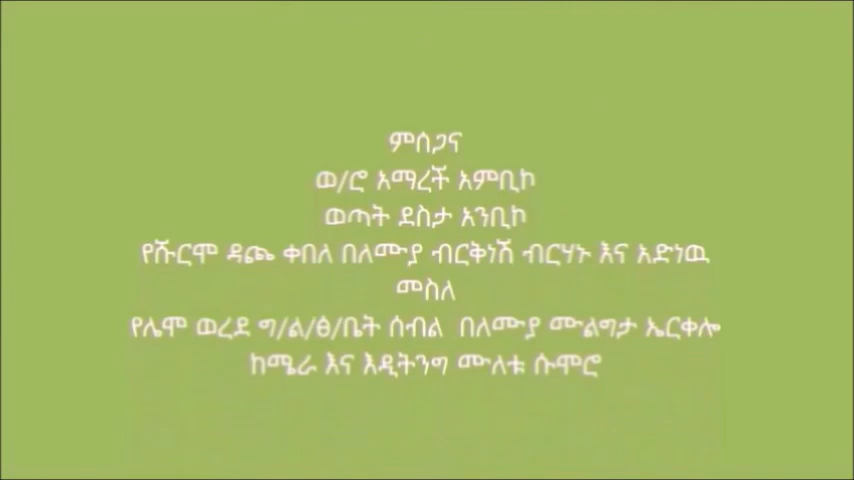 ምስጋና
ወ/ሮ አማረች አምቢኮ
ወጣት ደስታ አንቢኮ
የሹርሞ ዳጮ ቀበለ በለሙያ ብርቅነሽ ብርሃኑ እና አድነዉ
መስለ
የሌሞ ወረደ ግ/ል/ፅ/ቤት ሰብል በለሙያ ሙልግታ ኤርቀሎ
ከሜራ እና እዲትንግ ሙለቱ ሱሞሮ